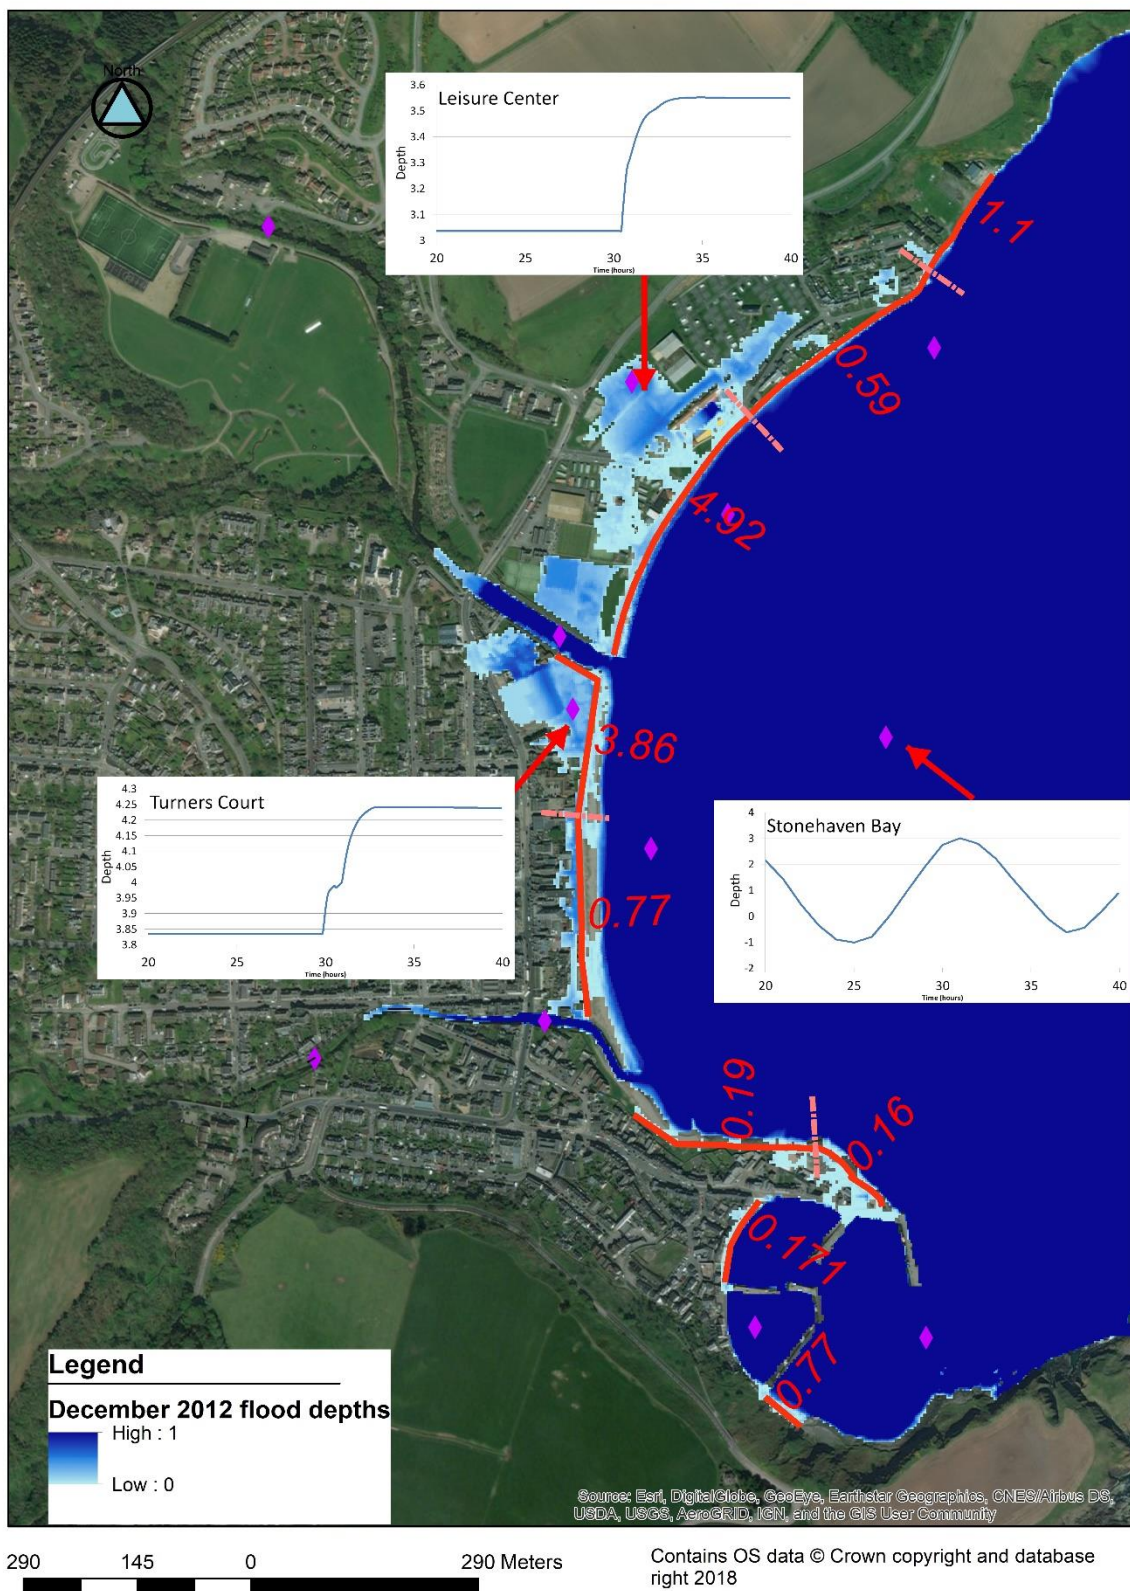 North
Leisure Center
3.6
3.5
3.4
3.3
3.2
3.1
3
Depth
20 25 30 35 40
Time (hours)
1.1
0.59
4.92
3.86
0.77
Turners Court
4.3
4.25
4.2
4.15
4.1
4.05
4
3.95
3.9
3.85
3.8
Depth
20 25 30 35 40
Time (hours)
Stonehaven Bay
4
3
2
1
0
-1
-2
Depth
20 25 30 35 40
Time (hours)
0.19
0.16
0.171
0.77
Legend
December 2012 flood depths
High : 1
Low : 0
Source: Esri, DigitalGlobe, GeoEye, Earthstar Geographics, CNES/Airbus DS,
USDA, USGS, AeroGRID, IGN, and the GIS User Community
290 145 0 290 Meters
Contains OS data © Crown copyright and database
right 2018